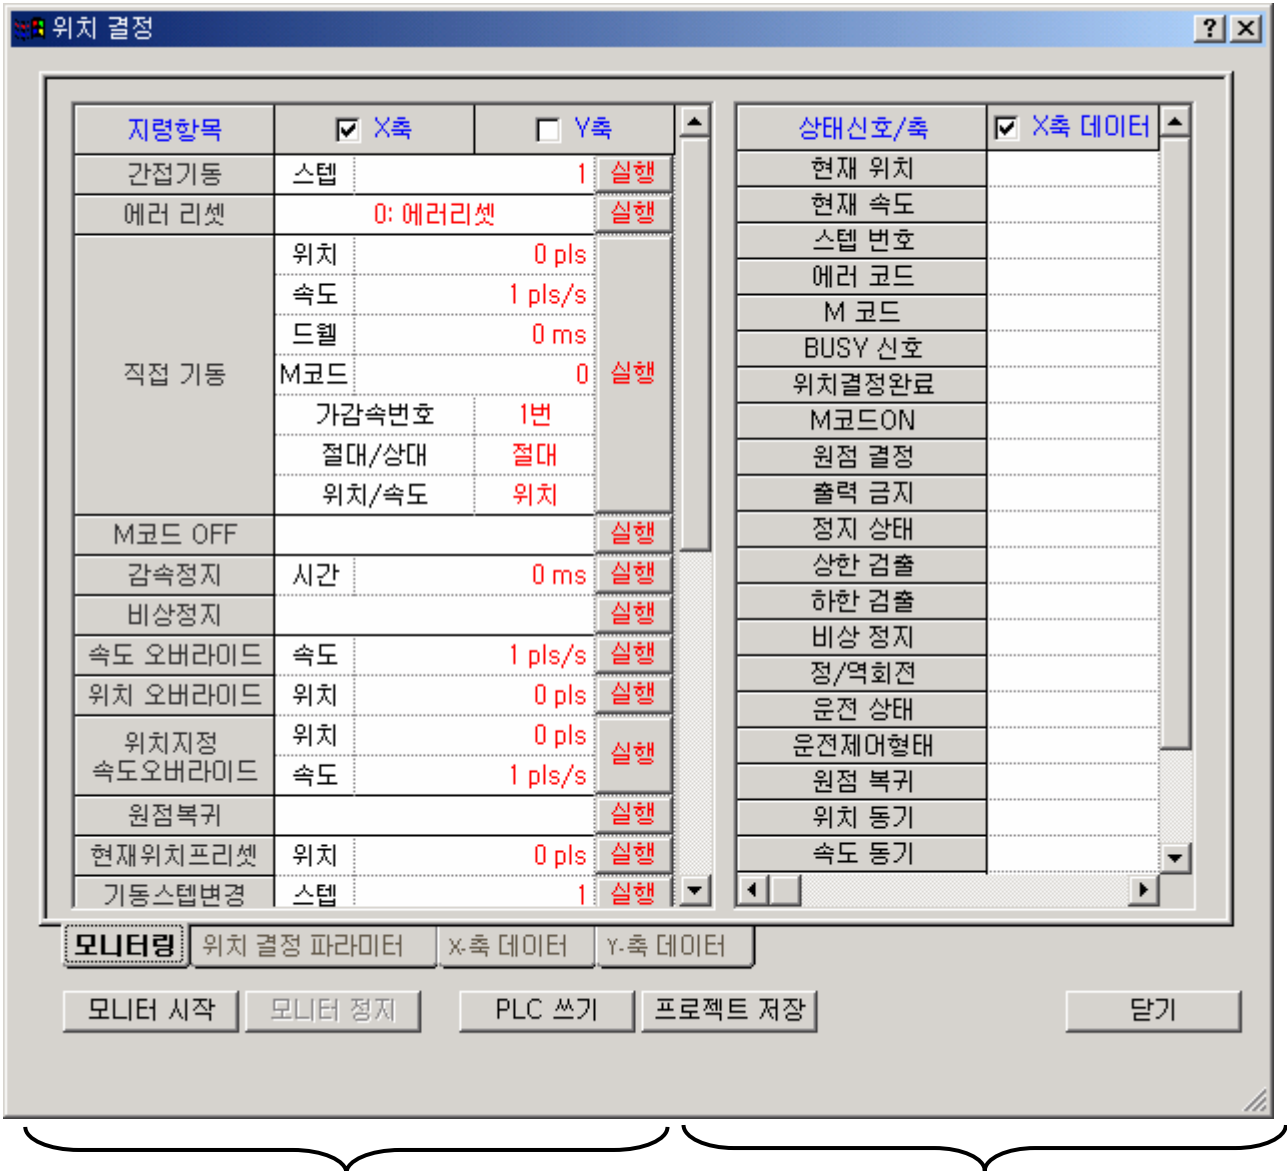 위치 결정
지령항목 X축 Y축
간접기동 스텝 1 실행
에러 리셋 0: 에러리셋 실행
직접 기동 위치 0 pls 실행
속도 1 pls/s
드웰 0 ms
M코드 0
가감속번호 1번
절대/상대 절대
위치/속도 위치
M코드 OFF 실행
감속정지 시간 0 ms 실행
비상정지 실행
속도 오버라이드 속도 1 pls/s 실행
위치 오버라이드 위치 0 pls 실행
위치지정 속도오버라이드 위치 0 pls 실행
속도 1 pls/s
원점복귀 실행
현재위치프리셋 위치 0 pls 실행
기동스텝변경 스텝 1 실행
상태신호/축 X축 데이터
현재 위치
현재 속도
스텝 번호
에러 코드
M 코드
BUSY 신호
위치결정완료
M코드ON
원점 결정
출력 금지
정지 상태
상한 검출
하한 검출
비상 정지
정/역회전
운전 상태
운전제어형태
원점 복귀
위치 동기
속도 동기
모니터링 위치 결정 파라미터 X-축 데이터 Y-축 데이터
모니터 시작 모니터 정지 PLC 쓰기 프로젝트 저장 닫기